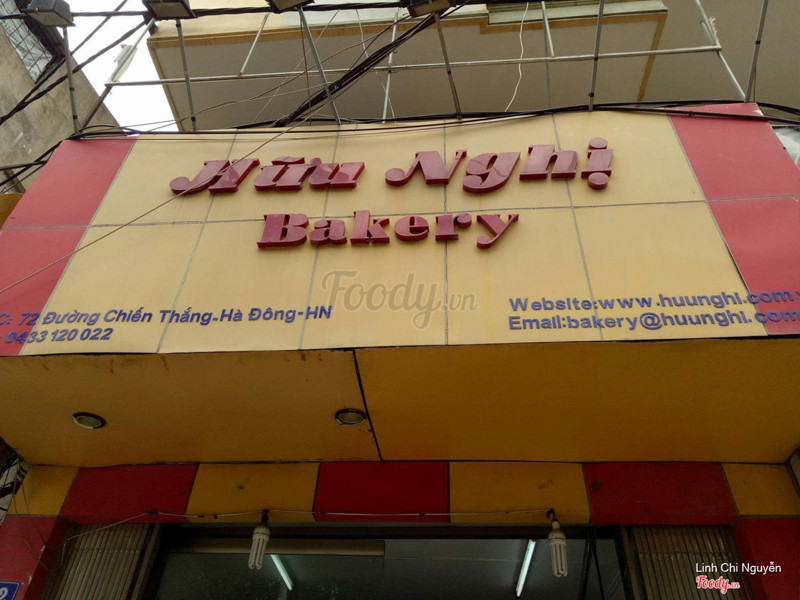 Hữu Nghị
Bakery
Foody.vn
C: 72 Đường Chiến Thắng-Hà Đông-HN
0433 120 022
Website:www.huunghi.com.v
Email:bakery@huunghi.com
Linh Chi Nguyễn
Foody.vn